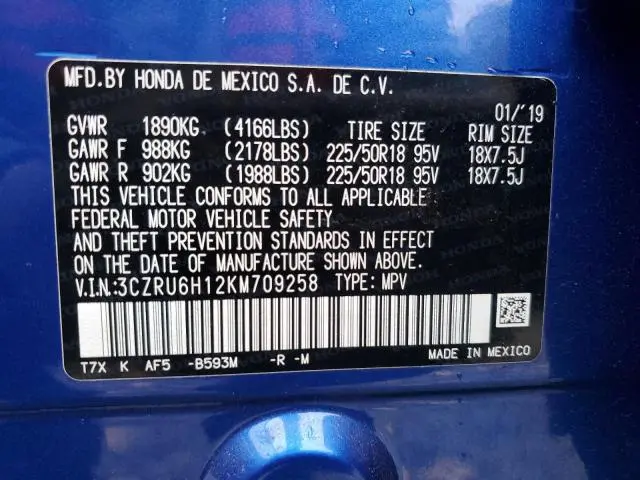 MFD.BY HONDA DE MEXICO S.A. DE C.V.
01/'19
GVWR 1890KG (4166LBS) TIRE SIZE RIM SIZE
GAWR F 988KG (2178LBS) 225/50R18 95V 18X7.5J
GAWR R 902KG (1988LBS) 225/50R18 95V 18X7.5J
THIS VEHICLE CONFORMS TO ALL APPLICABLE
FEDERAL MOTOR VEHICLE SAFETY
AND THEFT PREVENTION STANDARDS IN EFFECT
ON THE DATE OF MANUFACTURE SHOWN ABOVE.
V.I.N.:3CZRU6H12KM709258 TYPE: MPV
T7X K AF5 -B593M -R -M
MADE IN MEXICO